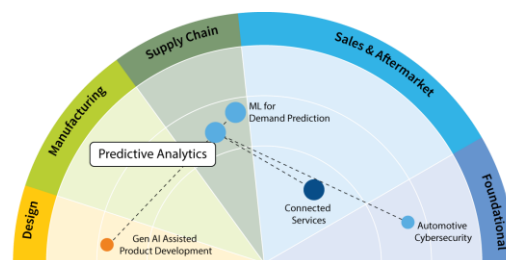 Design
Manufacturing
Supply Chain
Sales & Aftermarket
Foundational
ML for
Demand Prediction
Predictive Analytics
Connected
Services
Automotive
Cybersecurity
Gen AI Assisted
Product Development